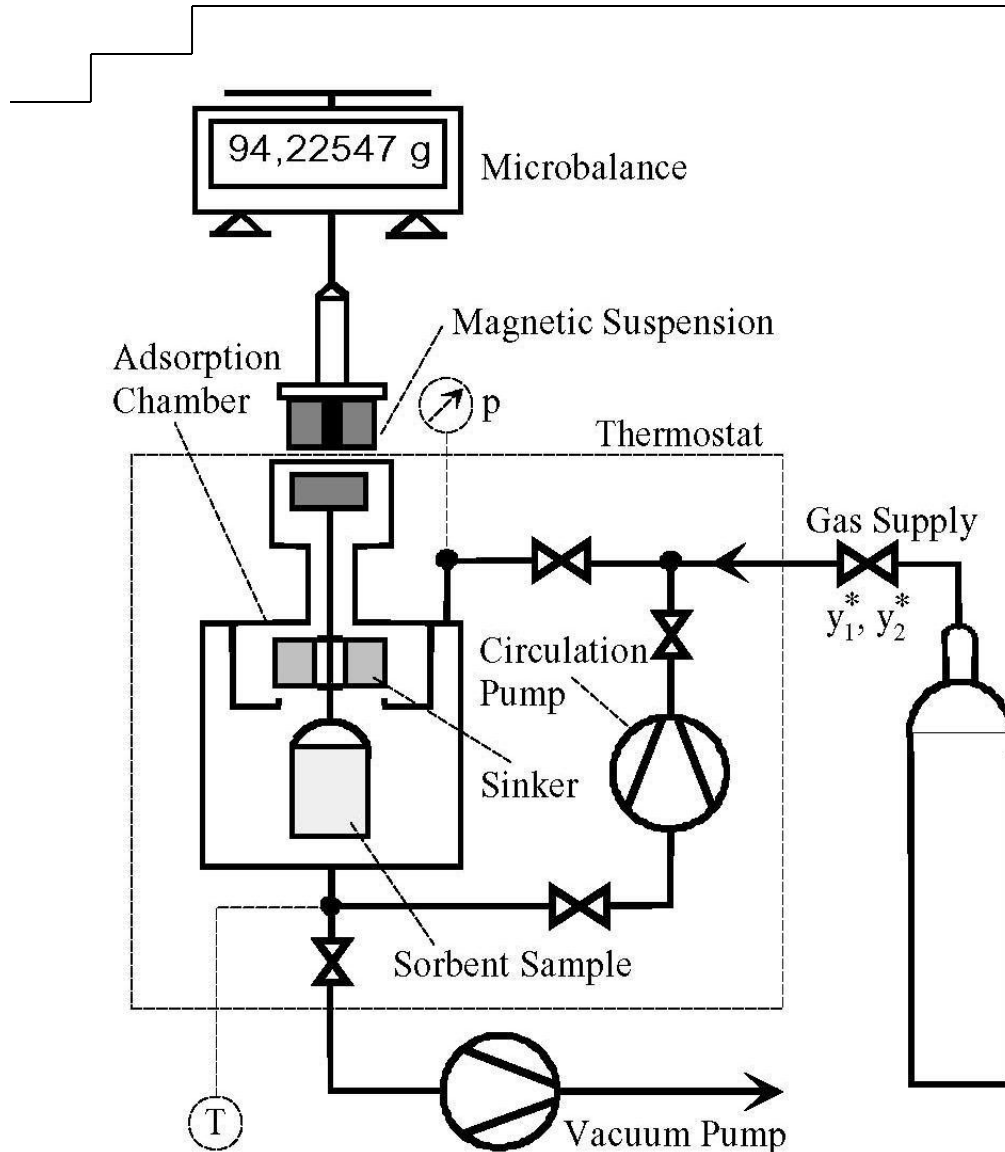 94,22547 g
Microbalance
Magnetic Suspension
Adsorption
Chamber
p
Thermostat
Gas Supply
y₁*, y₂*
Circulation
Pump
Sinker
Sorbent Sample
T
Vacuum Pump